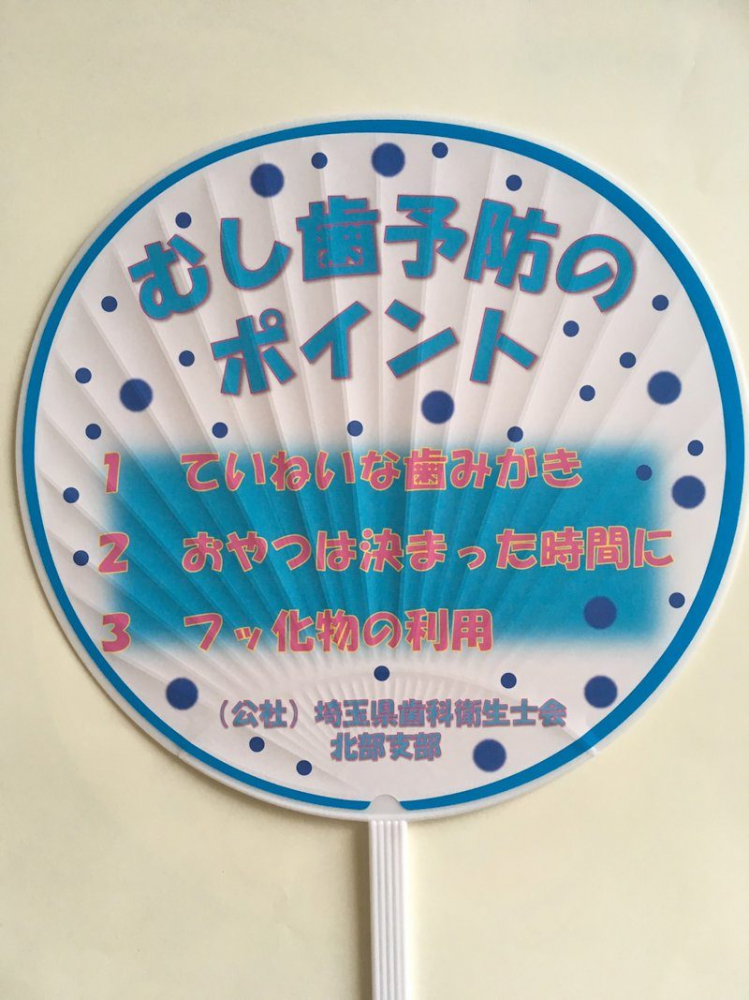 むし歯予防の
ポイント
1 ていねいな歯みがき
2 おやつは決まった時間に
3 フッ化物の利用
（公社）埼玉県歯科衛生士会
北部支部